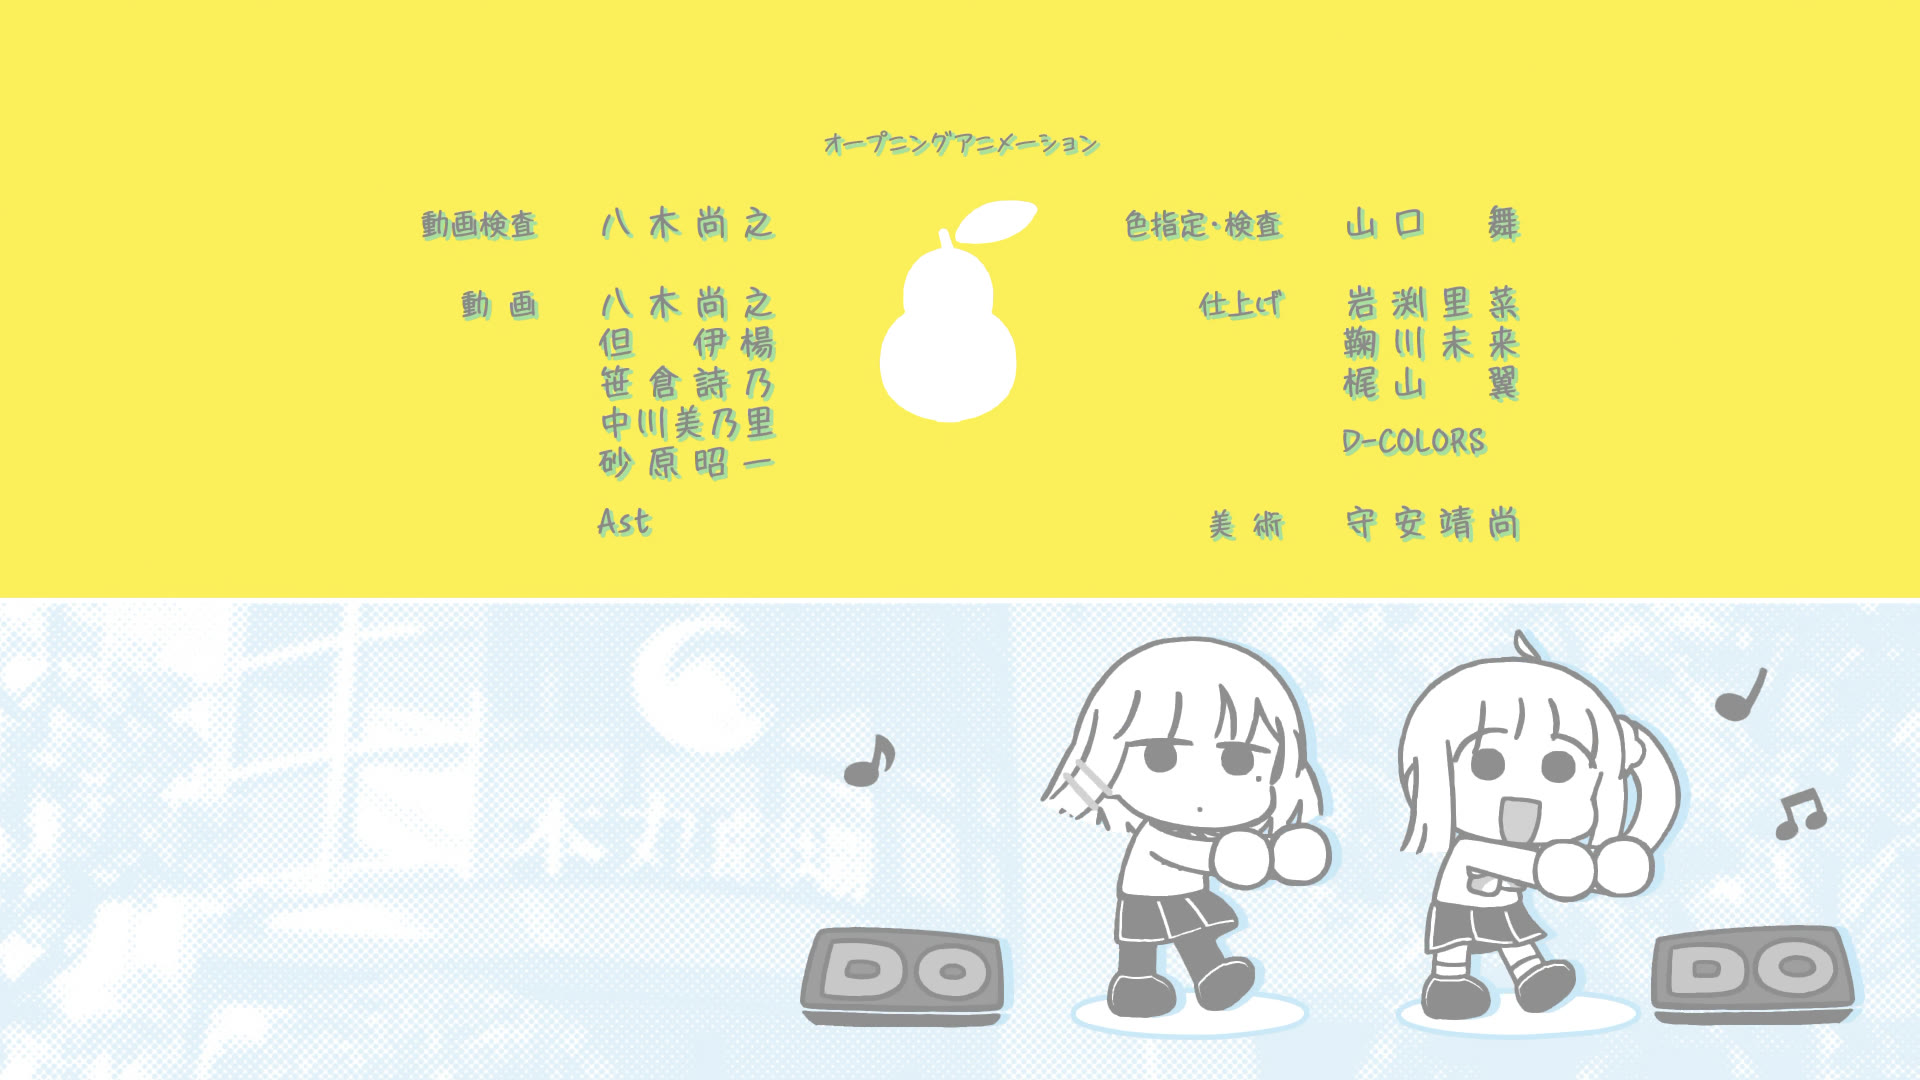 オープニングアニメーション
動画検査 八木尚之
動画 八木尚之
但 伊楊
笹倉詩乃
中川美乃里
砂原昭一
Ast
色指定・検査 山口 舞
仕上げ 岩渕里菜
鞠川未来
梶山 翼
D-COLORS
美術 守安靖尚
DO
DO